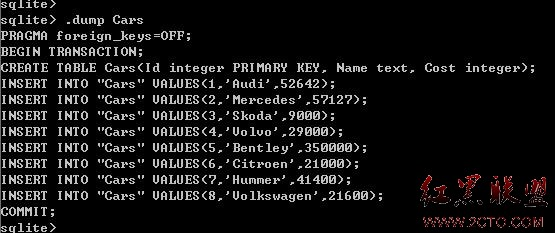 sqlite>
sqlite> .dump Cars
PRAGMA foreign_keys=OFF;
BEGIN TRANSACTION;
CREATE TABLE Cars(Id integer PRIMARY KEY, Name text, Cost integer);
INSERT INTO "Cars" VALUES(1,'Audi',52642);
INSERT INTO "Cars" VALUES(2,'Mercedes',57127);
INSERT INTO "Cars" VALUES(3,'Skoda',9000);
INSERT INTO "Cars" VALUES(4,'Volvo',29000);
INSERT INTO "Cars" VALUES(5,'Bentley',350000);
INSERT INTO "Cars" VALUES(6,'Citroen',21000);
INSERT INTO "Cars" VALUES(7,'Hummer',41400);
INSERT INTO "Cars" VALUES(8,'Volkswagen',21600);
COMMIT;
sqlite>
红黑联盟
www.2cto.com